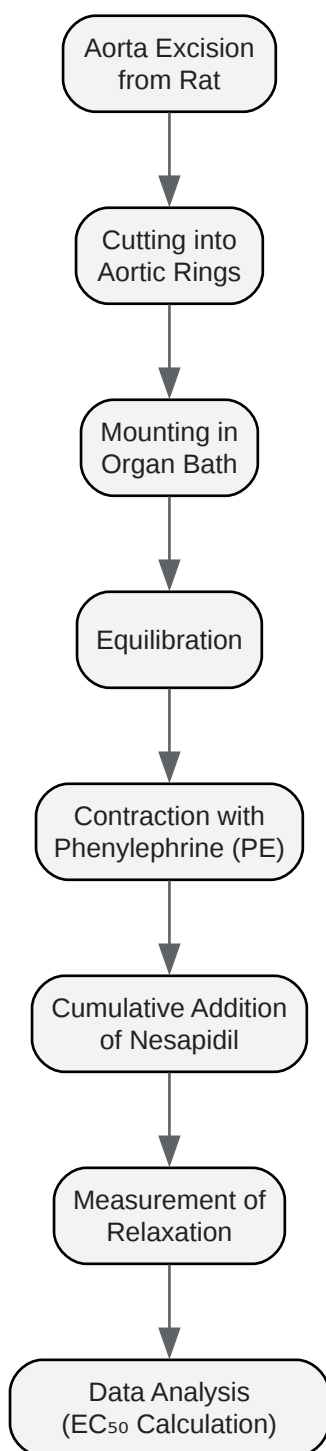 Aorta Excision
from Rat
Cutting into
Aortic Rings
Mounting in
Organ Bath
Equilibration
Contraction with
Phenylephrine (PE)
Cumulative Addition
of Nesapidil
Measurement of
Relaxation
Data Analysis
(EC₅₀ Calculation)